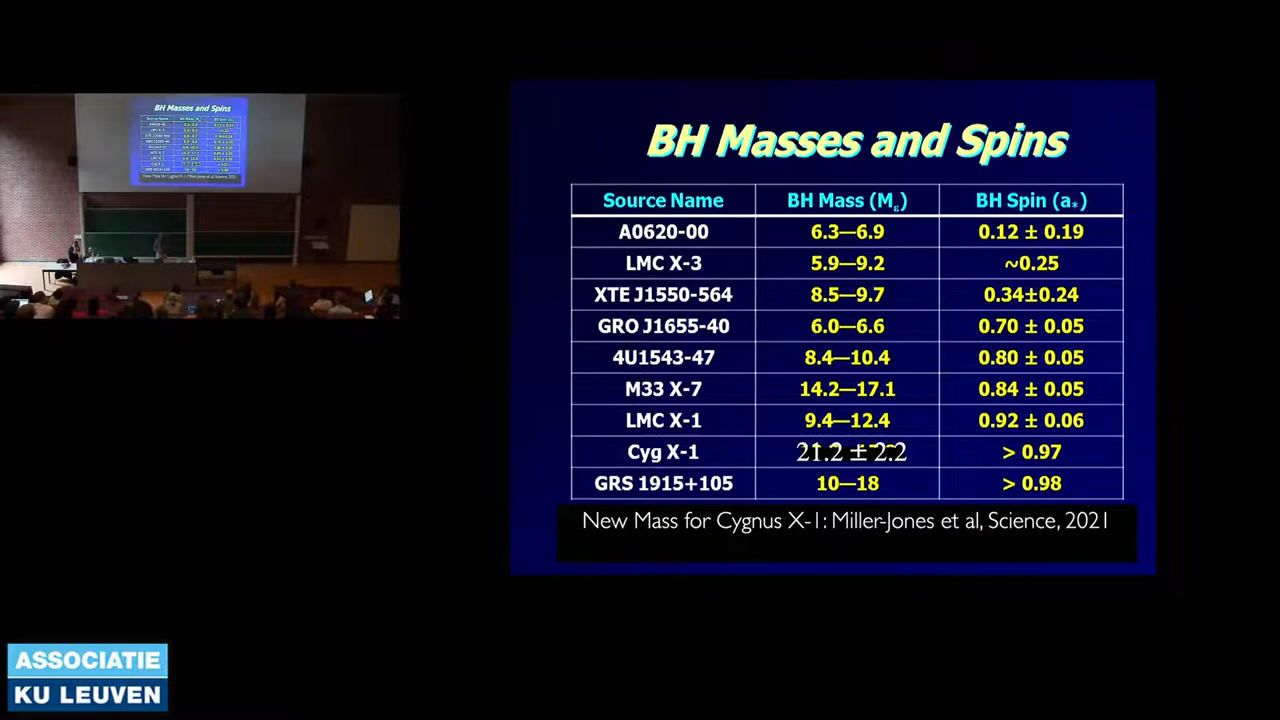 BH Masses and Spins
Source Name BH Mass (Mε) BH Spin (a*)
A0620-00 6.3—6.9 0.12 ± 0.19
LMC X-3 5.9—9.2 ~0.25
XTE J1550-564 8.5—9.7 0.34±0.24
GRO J1655-40 6.0—6.6 0.70 ± 0.05
4U1543-47 8.4—10.4 0.80 ± 0.05
M33 X-7 14.2—17.1 0.84 ± 0.05
LMC X-1 9.4—12.4 0.92 ± 0.06
Cyg X-1 21.2 ± 2.2 > 0.97
GRS 1915+105 10—18 > 0.98
New Mass for Cygnus X-1: Miller-Jones et al, Science, 2021
BH Masses and Spins
ASSOCIATIE
KU LEUVEN